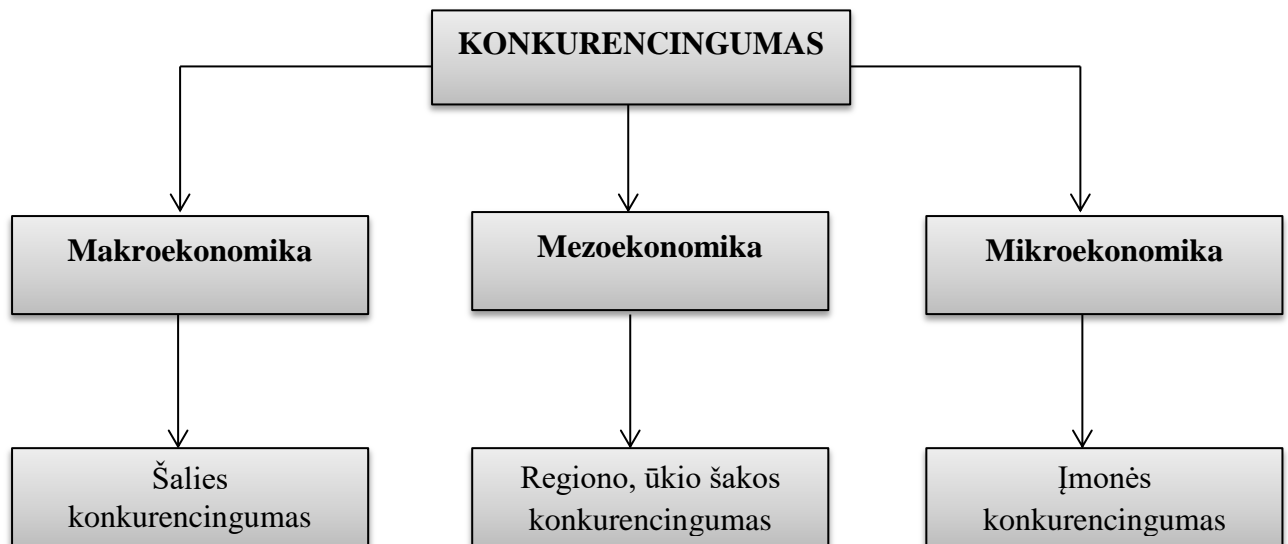 KONKURENCINGUMAS
Makroekonomika
Mezoekonomika
Mikroekonomika
Šalies
konkurencingumas
Regiono, ūkio šakos
konkurencingumas
Įmonės
konkurencingumas